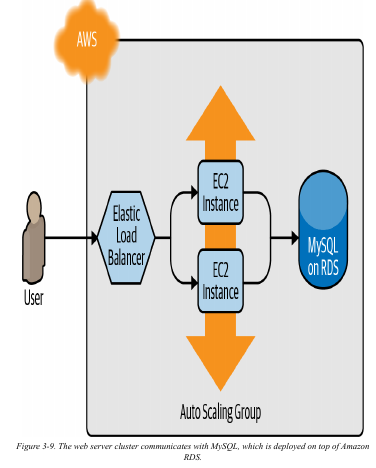 AWS
EC2
Instance
Elastic
Load
Balancer
EC2
Instance
MySQL
on RDS
User
Auto Scaling Group
Figure 3-9. The web server cluster communicates with MySQL, which is deployed on top of Amazon
RDS.